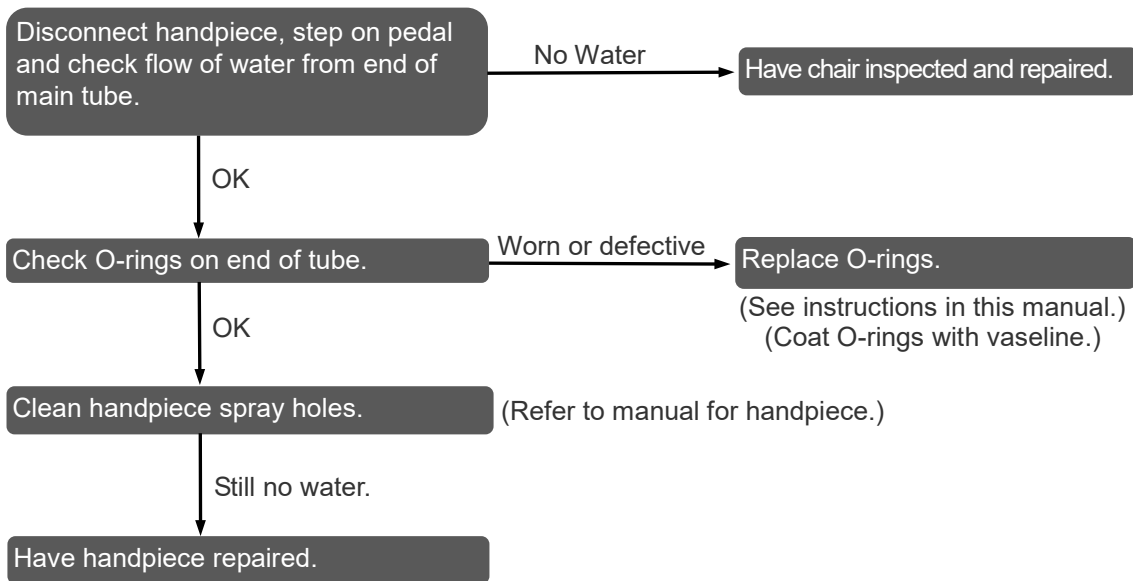 Disconnect handpiece, step on pedal
and check flow of water from end of
main tube.
No Water
Have chair inspected and repaired.
OK
Check O-rings on end of tube.
Worn or defective
Replace O-rings.
(See instructions in this manual.)
(Coat O-rings with vaseline.)
OK
Clean handpiece spray holes.
(Refer to manual for handpiece.)
Still no water.
Have handpiece repaired.